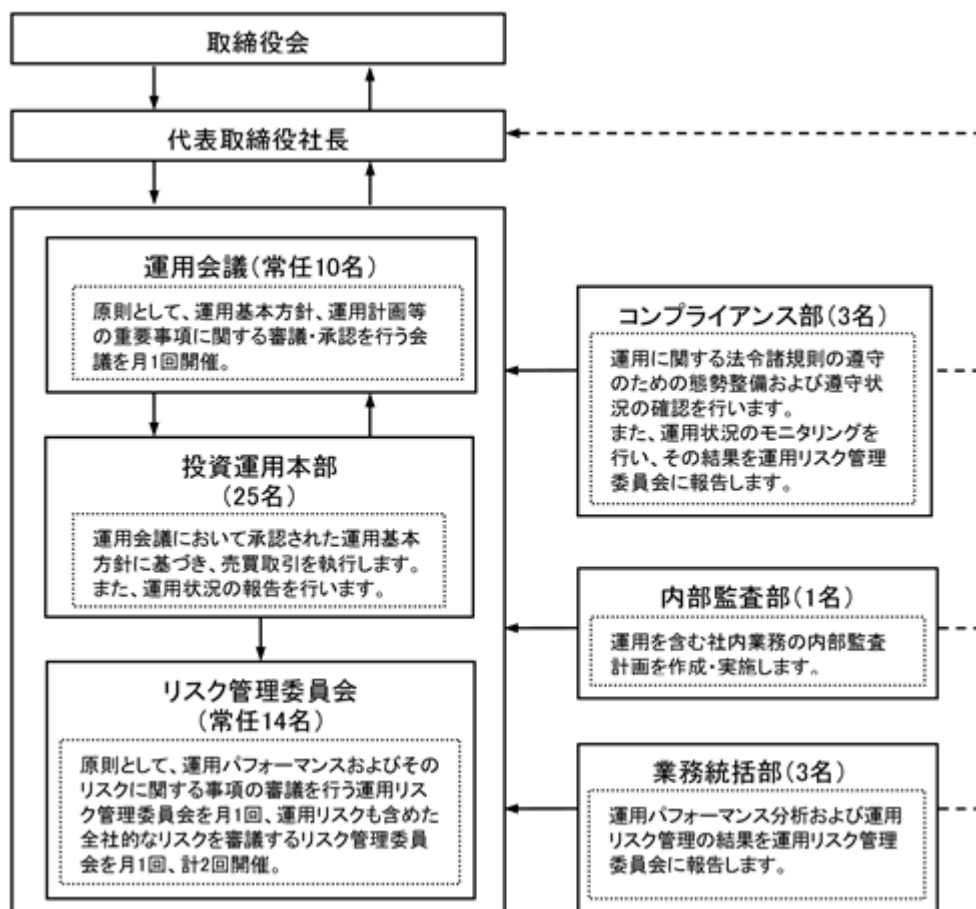 取締役会
代表取締役社長
運用会議(常任10名)
原則として、運用基本方針、運用計画等
の重要事項に関する審議・承認を行う会
議を月1回開催。
投資運用本部
(25名)
運用会議において承認された運用基本
方針に基づき、売買取引を執行します。
また、運用状況の報告を行います。
リスク管理委員会
(常任14名)
原則として、運用パフォーマンスおよびその
リスクに関する事項の審議を行う運用リス
ク管理委員会を月1回、運用リスクも含めた
全社的なリスクを審議するリスク管理委員
会を月1回、計2回開催。
コンプライアンス部(3名)
運用に関する法令諸規則の遵守
のための態勢整備および遵守状
況の確認を行います。
また、運用状況のモニタリングを
行い、その結果を運用リスク管理
委員会に報告します。
内部監査部(1名)
運用を含む社内業務の内部監査
計画を作成・実施します。
業務統括部(3名)
運用パフォーマンス分析および運用
リスク管理の結果を運用リスク管理
委員会に報告します。